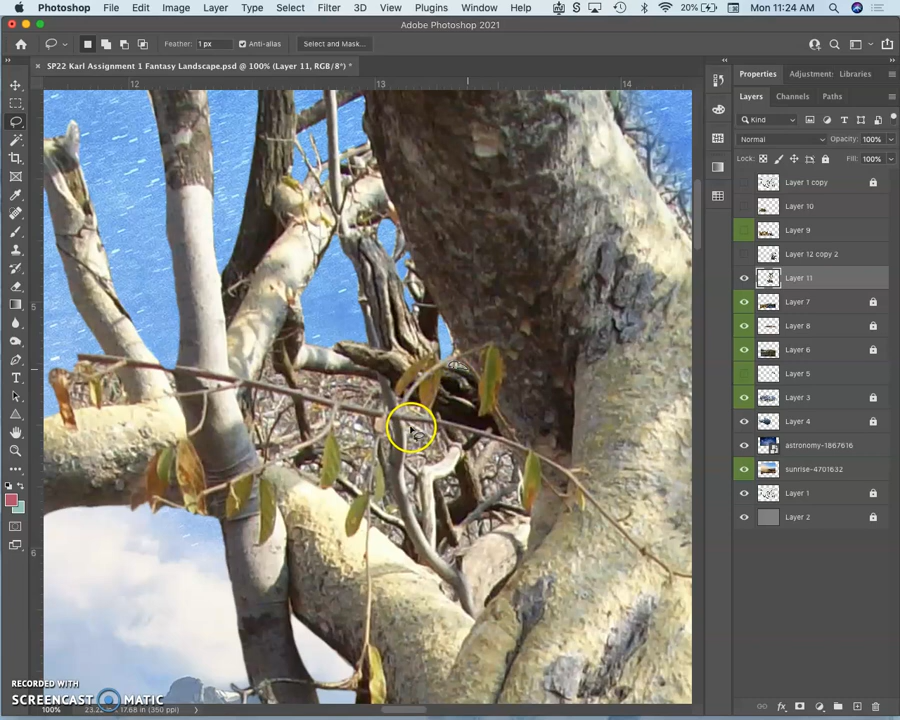 Photoshop File Edit Image Layer Type Select Filter 3D View Plugins Window Help 20% Mon 11:24 AM
Adobe Photoshop 2021
Feather: 1 px Anti-alias Select and Mask...
× SP22 Karl Assignment 1 Fantasy Landscape.psd @ 100% (Layer 11, RGB/8*) *
12 13 14
5
6
Properties Adjustment: Libraries
Layers Channels Paths
Kind
Normal Opacity: 100%
Lock: Fill: 100%
Layer 1 copy
Layer 10
Layer 9
Layer 12 copy 2
Layer 11
Layer 7
Layer 8
Layer 6
Layer 5
Layer 3
Layer 4
astronomy-1867616
sunrise-4701632
Layer 1
Layer 2
fx
RECORDED WITH
SCREENCAST MATIC
100%